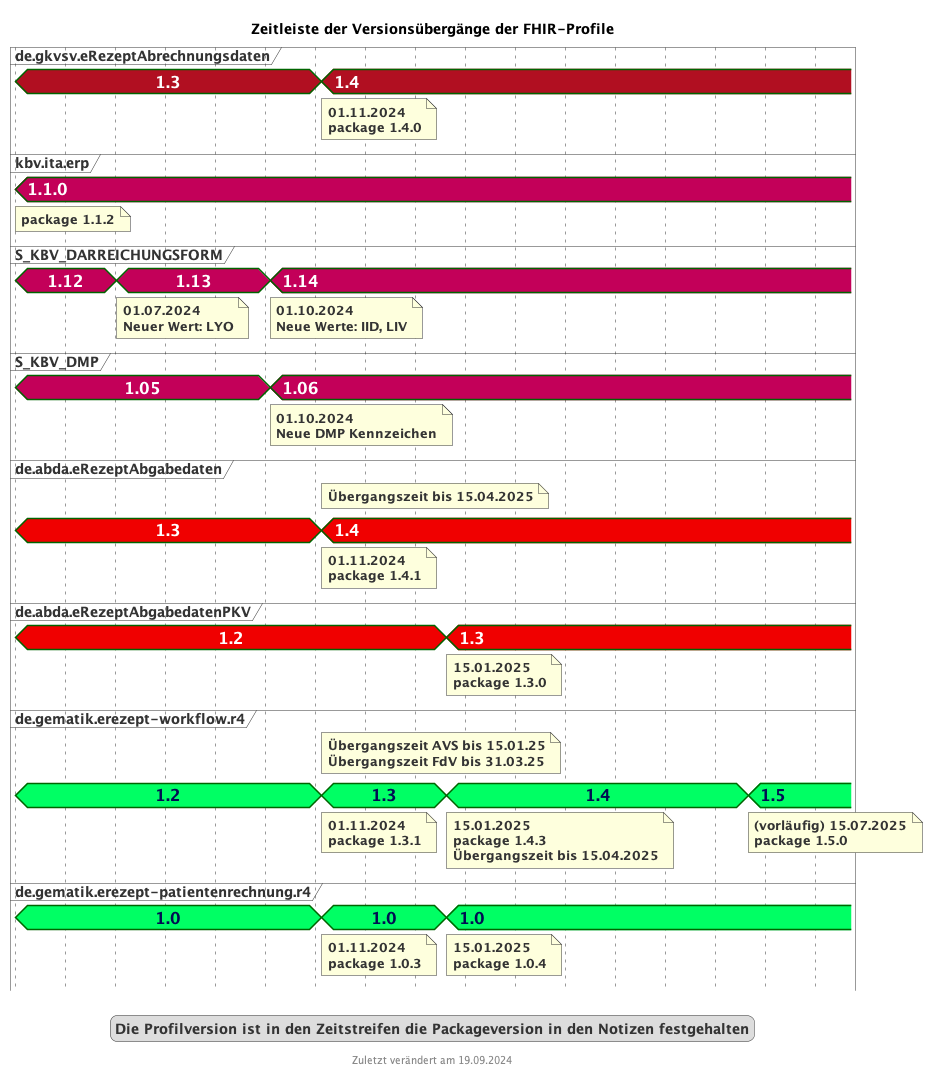 Zeitleiste der Versionsübergänge der FHIR-Profile
de.gkvsv.eRezeptAbrechnungsdaten
1.3
1.4
01.11.2024
package 1.4.0
kbv.ita.erp
1.1.0
package 1.1.2
S_KBV_DARREICHUNGSFORM
1.12
1.13
1.14
01.07.2024
Neuer Wert: LYO
01.10.2024
Neue Werte: IID, LIV
S_KBV_DMP
1.05
1.06
01.10.2024
Neue DMP Kennzeichen
de.abda.eRezeptAbgabedaten
Übergangszeit bis 15.04.2025
1.3
1.4
01.11.2024
package 1.4.1
de.abda.eRezeptAbgabedatenPKV
1.2
1.3
15.01.2025
package 1.3.0
de.gematik.erezept-workflow.r4
Übergangszeit AVS bis 15.01.25
Übergangszeit FdV bis 31.03.25
1.2
1.3
1.4
1.5
01.11.2024
package 1.3.1
15.01.2025
package 1.4.3
Übergangszeit bis 15.04.2025
(vorläufig) 15.07.2025
package 1.5.0
de.gematik.erezept-patientenrechnung.r4
1.0
1.0
1.0
01.11.2024
package 1.0.3
15.01.2025
package 1.0.4
Die Profilversion ist in den Zeitstreifen die Packageversion in den Notizen festgehalten
Zuletzt verändert am 19.09.2024